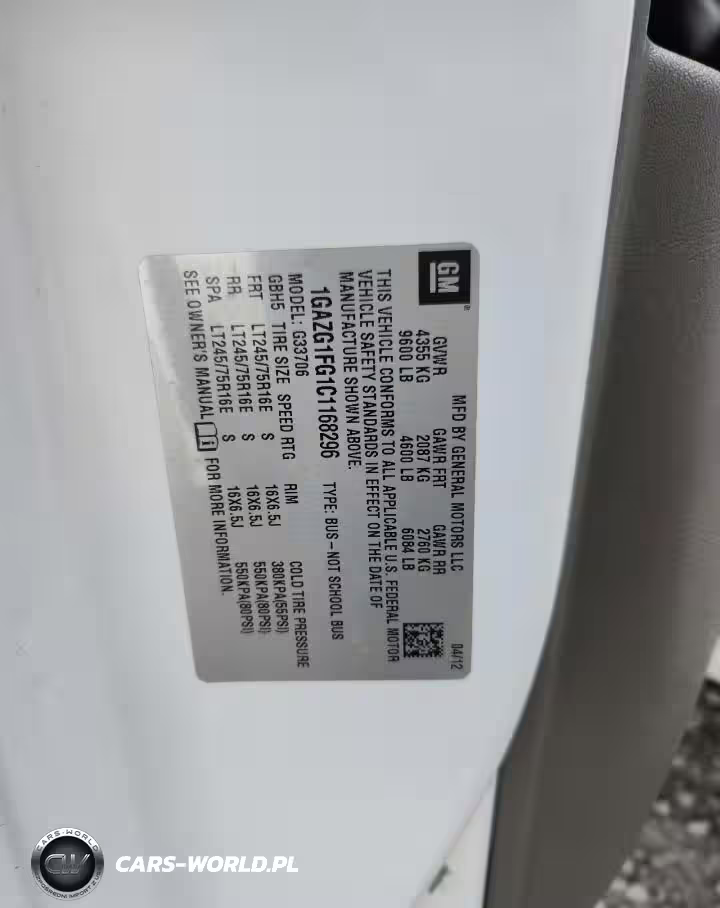 GM®
MFD BY GENERAL MOTORS LLC 04/12
GVWR GAWR FRT GAWR RR
4355 KG 2087 KG 2760 KG
9600 LB 4600 LB 6084 LB
THIS VEHICLE CONFORMS TO ALL APPLICABLE U.S. FEDERAL MOTOR
VEHICLE SAFETY STANDARDS IN EFFECT ON THE DATE OF
MANUFACTURE SHOWN ABOVE.
1GAZG1FG1C1168296 TYPE: BUS–NOT SCHOOL BUS
MODEL: G33706
GBH5 TIRE SIZE SPEED RTG RIM COLD TIRE PRESSURE
FRT LT245/75R16E S 16X6.5J 380KPA(55PSI)
RR LT245/75R16E S 16X6.5J 550KPA(80PSI)
SPA LT245/75R16E S 16X6.5J 550KPA(80PSI)
SEE OWNER'S MANUAL i FOR MORE INFORMATION.
CARS-WORLD
CW
CARS-WORLD.PL